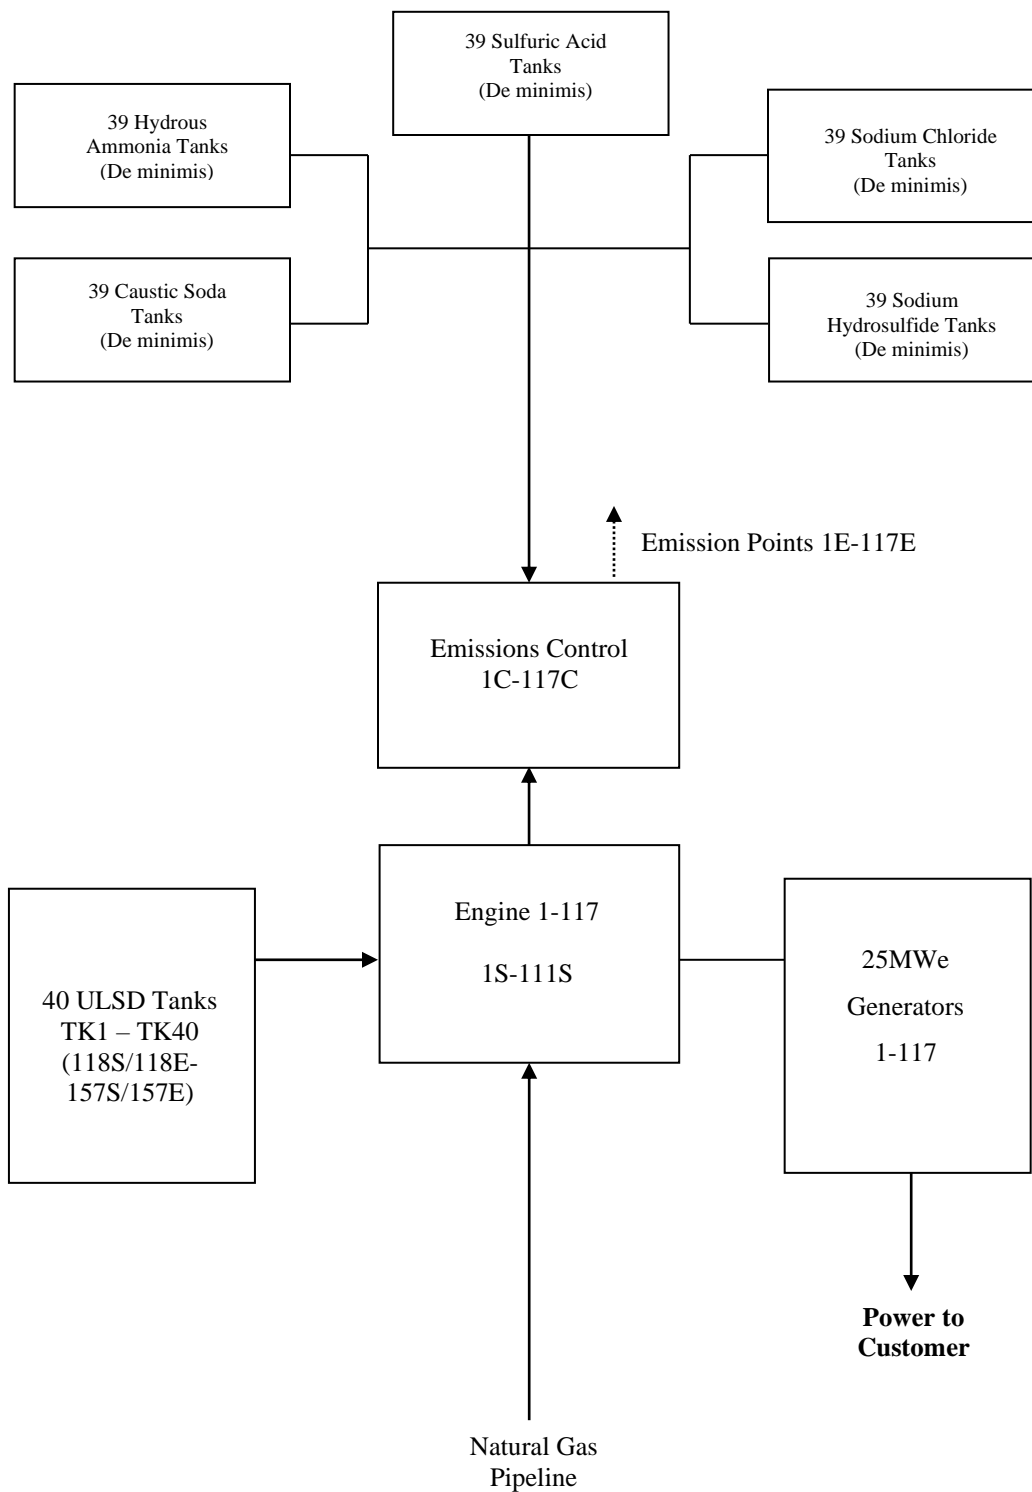 39 Sulfuric Acid
Tanks
(De minimis)
39 Hydrous
Ammonia Tanks
(De minimis)
39 Sodium Chloride
Tanks
(De minimis)
39 Caustic Soda
Tanks
(De minimis)
39 Sodium
Hydrosulfide Tanks
(De minimis)
Emission Points 1E-117E
Emissions Control
1C-117C
Engine 1-117
1S-111S
40 ULSD Tanks
TK1 – TK40
(118S/118E-
157S/157E)
25MWe
Generators
1-117
Power to
Customer
Natural Gas
Pipeline